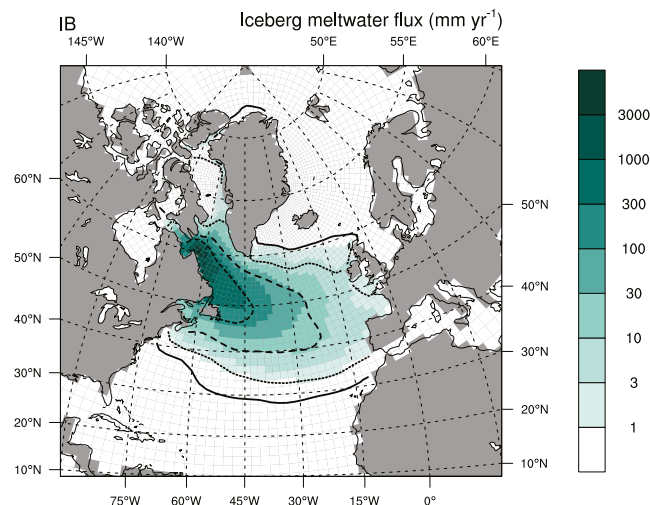 IB Iceberg meltwater flux (mm yr⁻¹)
145°W 140°W 50°E 55°E 60°E
60°N
50°N
40°N
30°N
20°N
10°N
50°N
40°N
30°N
20°N
10°N
75°W 60°W 45°W 30°W 15°W 0°
3000
1000
300
100
30
10
3
1